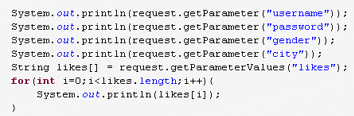 System.out.println(request.getParameter("username"));
System.out.println(request.getParameter("password"));
System.out.println(request.getParameter("gender"));
System.out.println(request.getParameter("city"));
String likes[] = request.getParameterValues("likes");
for(int i=0;i<likes.length;i++){
    System.out.println(likes[i]);
}